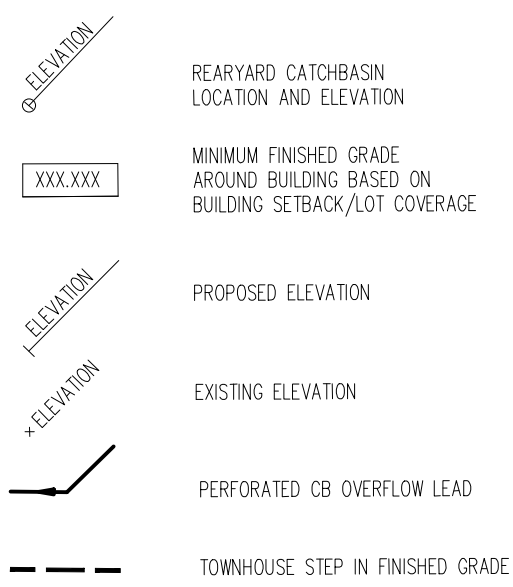 ELEVATION
REARYARD CATCHBASIN
LOCATION AND ELEVATION
XXX.XXX
MINIMUM FINISHED GRADE
AROUND BUILDING BASED ON
BUILDING SETBACK/LOT COVERAGE
ELEVATION
PROPOSED ELEVATION
ELEVATION
EXISTING ELEVATION
PERFORATED CB OVERFLOW LEAD
TOWNHOUSE STEP IN FINISHED GRADE